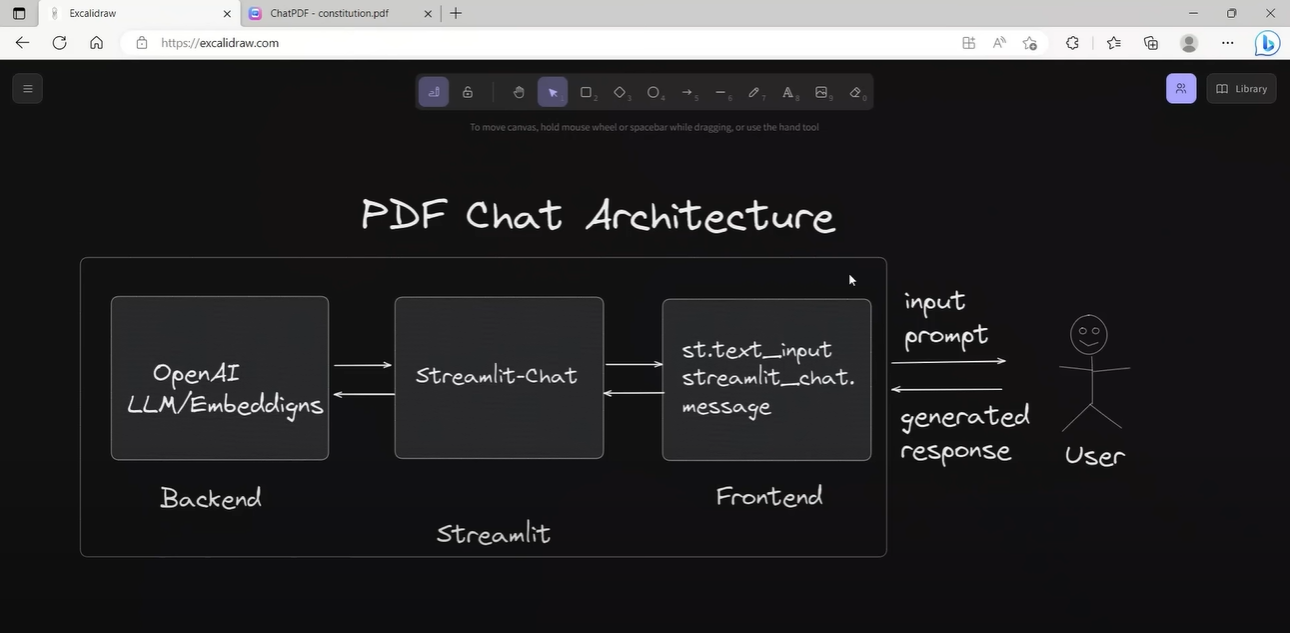 Excalidraw
ChatPDF - constitution.pdf
https://excalidraw.com
Library
To move canvas, hold mouse wheel or spacebar while dragging, or use the hand tool
PDF Chat Architecture
OpenAI
LLM/Embeddigns
Streamlit-Chat
st.text_input
streamlit_chat.
message
input
prompt
generated
response
User
Backend
Frontend
Streamlit